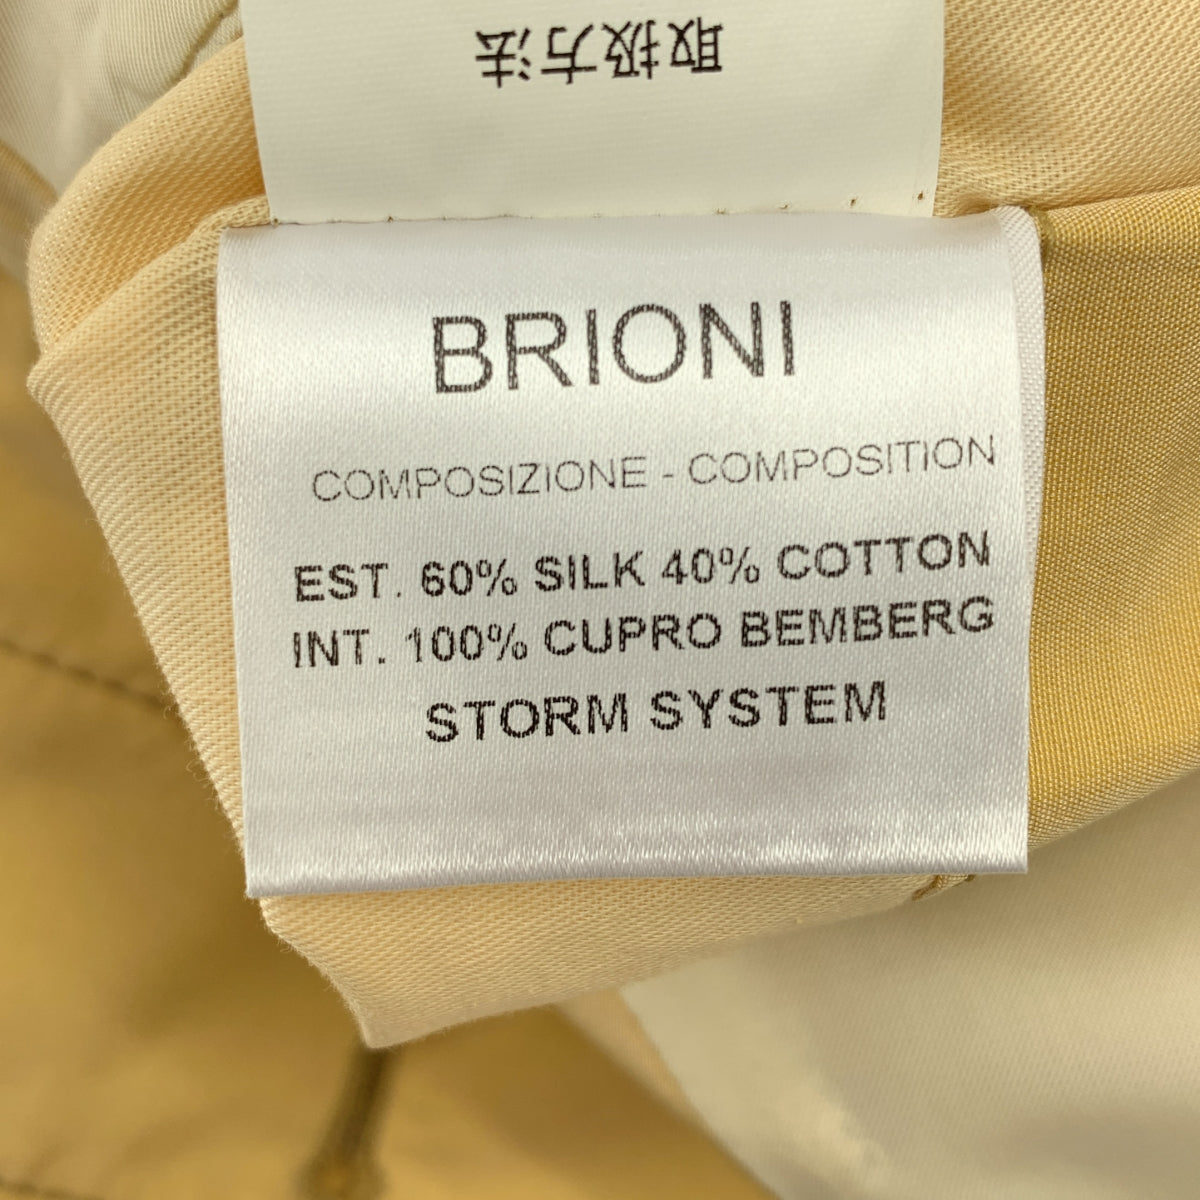 取扱方法
BRIONI
COMPOSIZIONE - COMPOSITION
EST. 60% SILK 40% COTTON
INT. 100% CUPRO BEMBERG
STORM SYSTEM